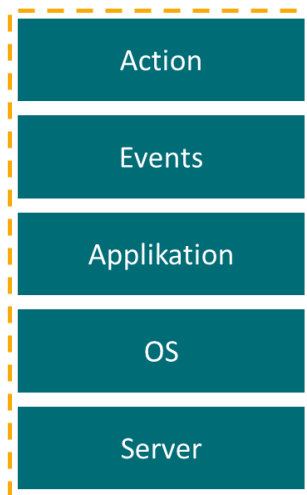 Action
Events
Applikation
OS
Server